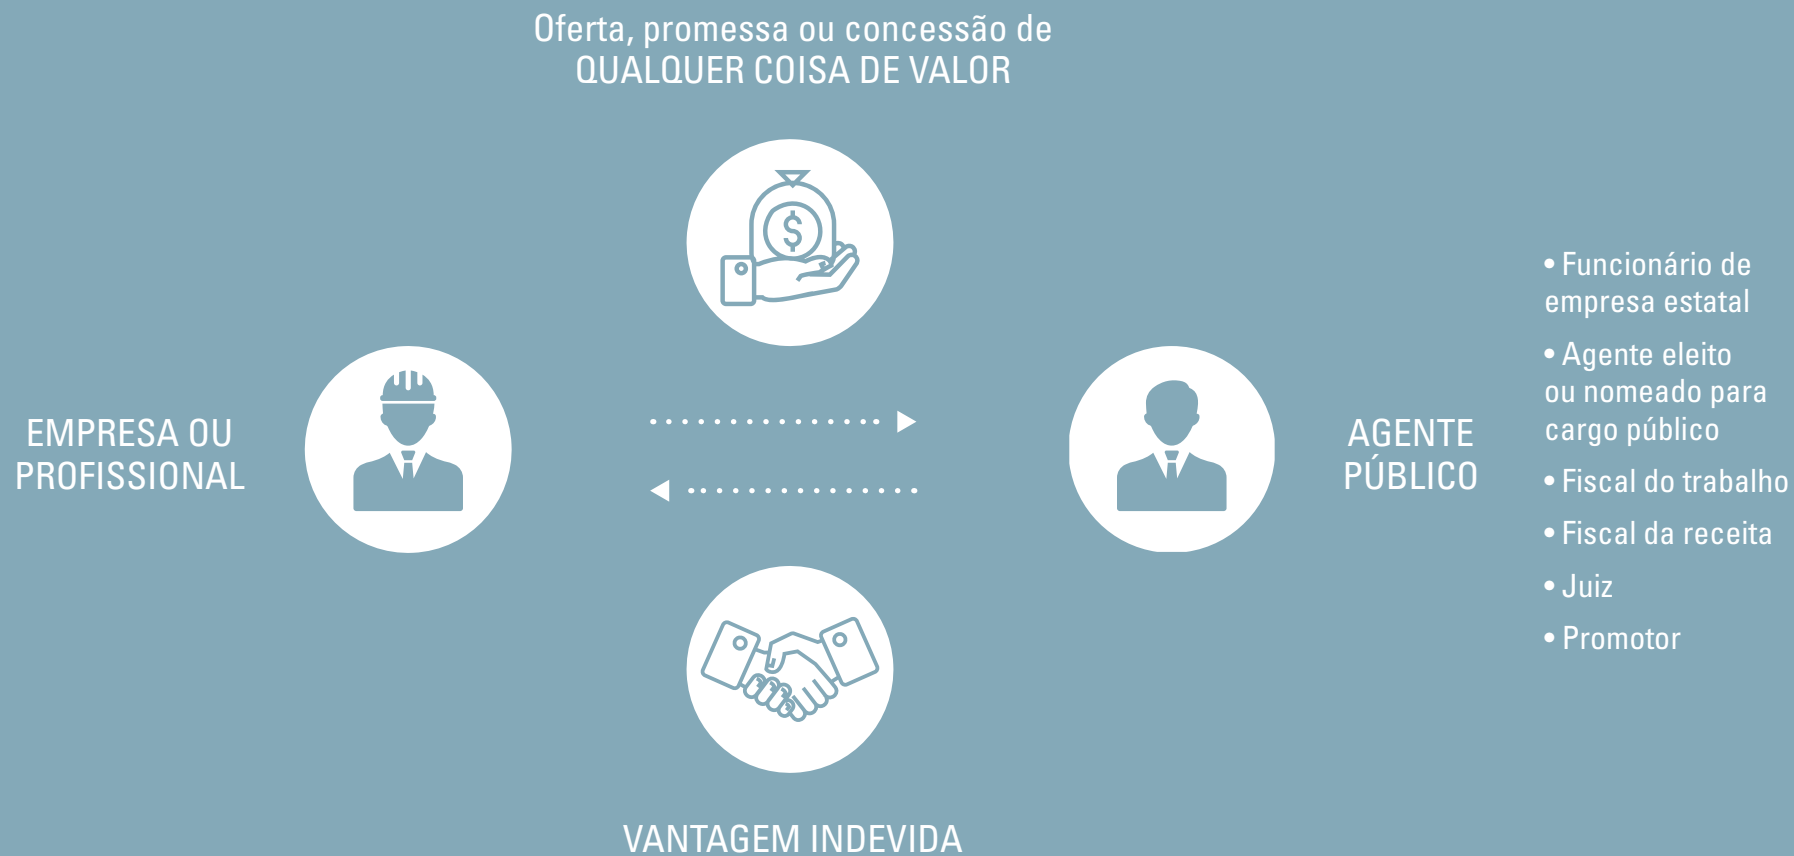 Oferta, promessa ou concessão de
QUALQUER COISA DE VALOR
$
EMPRESA OU
PROFISSIONAL
AGENTE
PÚBLICO
• Funcionário de
empresa estatal
• Agente eleito
ou nomeado para
cargo público
• Fiscal do trabalho
• Fiscal da receita
• Juiz
• Promotor
VANTAGEM INDEVIDA